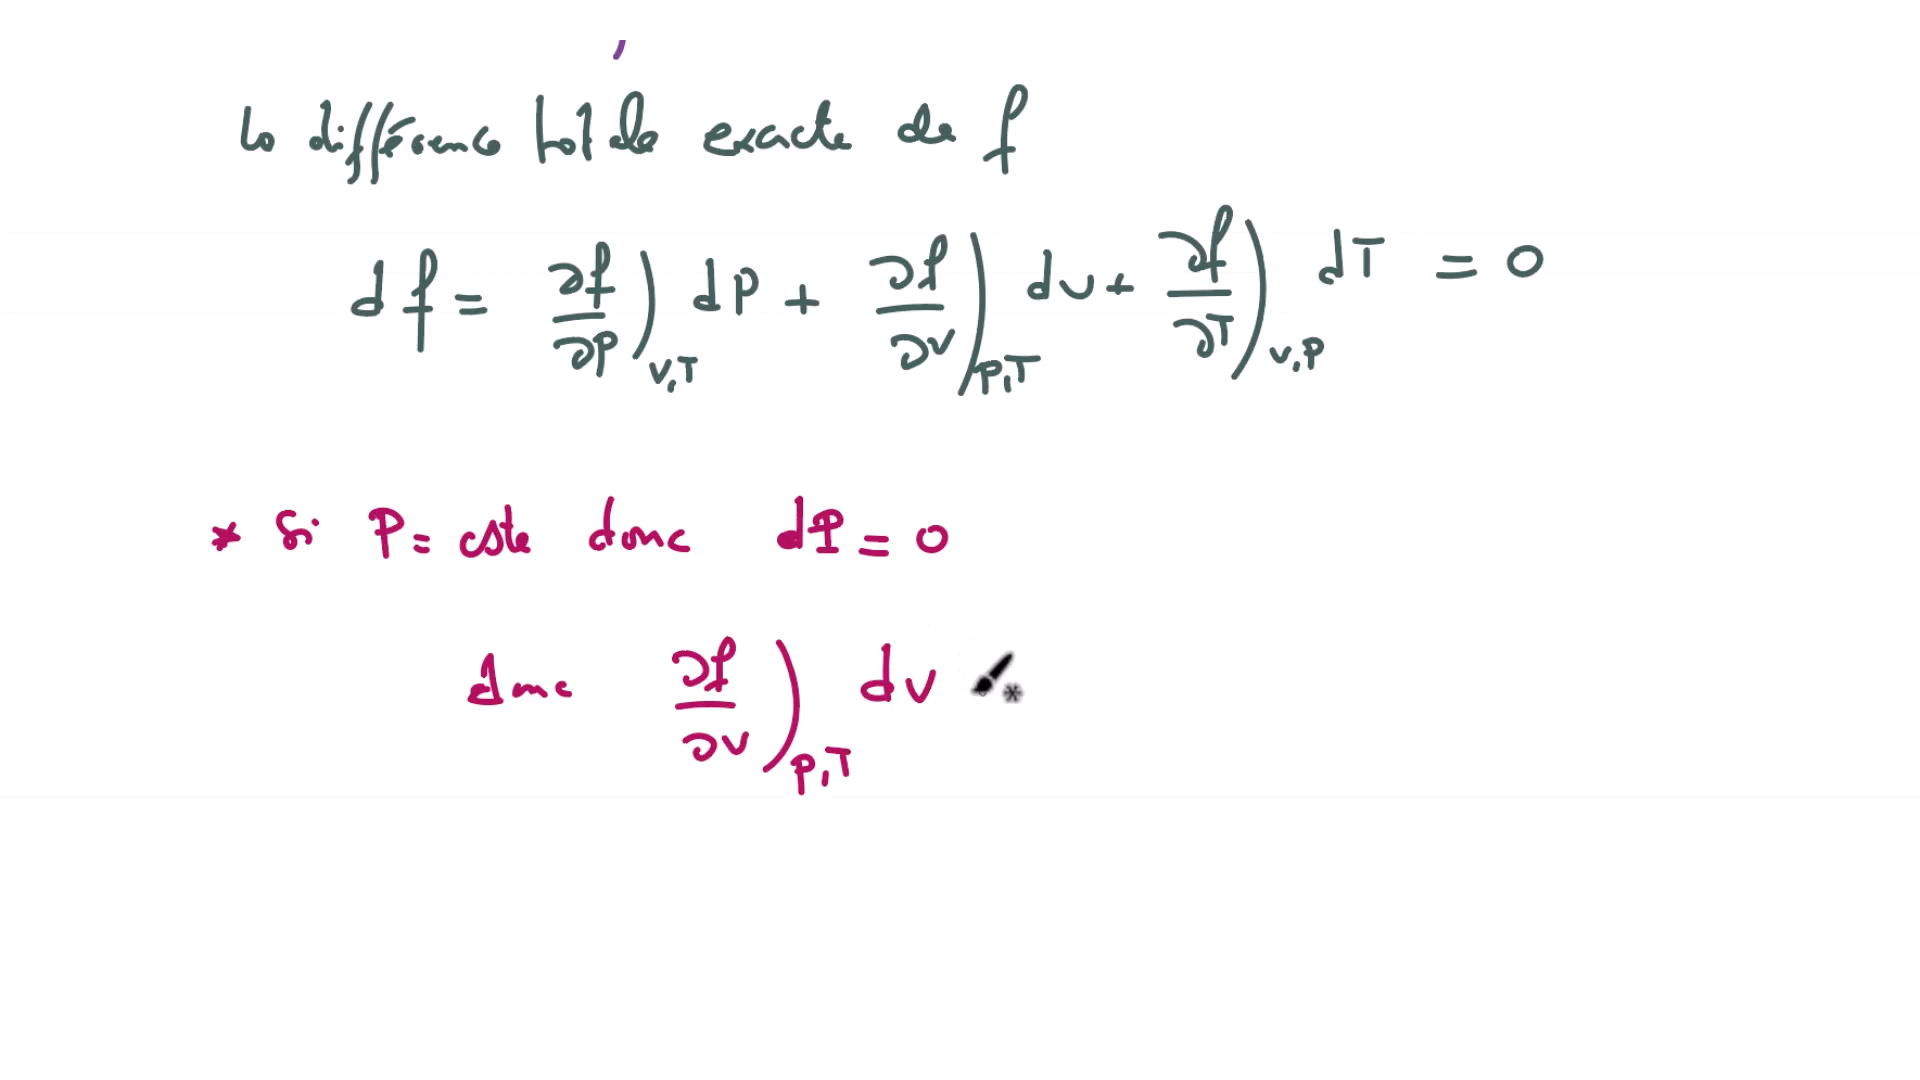 la différence totale exacte de f
df = ∂f/∂P)V,T dP + ∂f/∂V)P,T dV + ∂f/∂T)V,P dT = 0
* Si P = cste donc dP = 0
donc ∂f/∂V)P,T dV